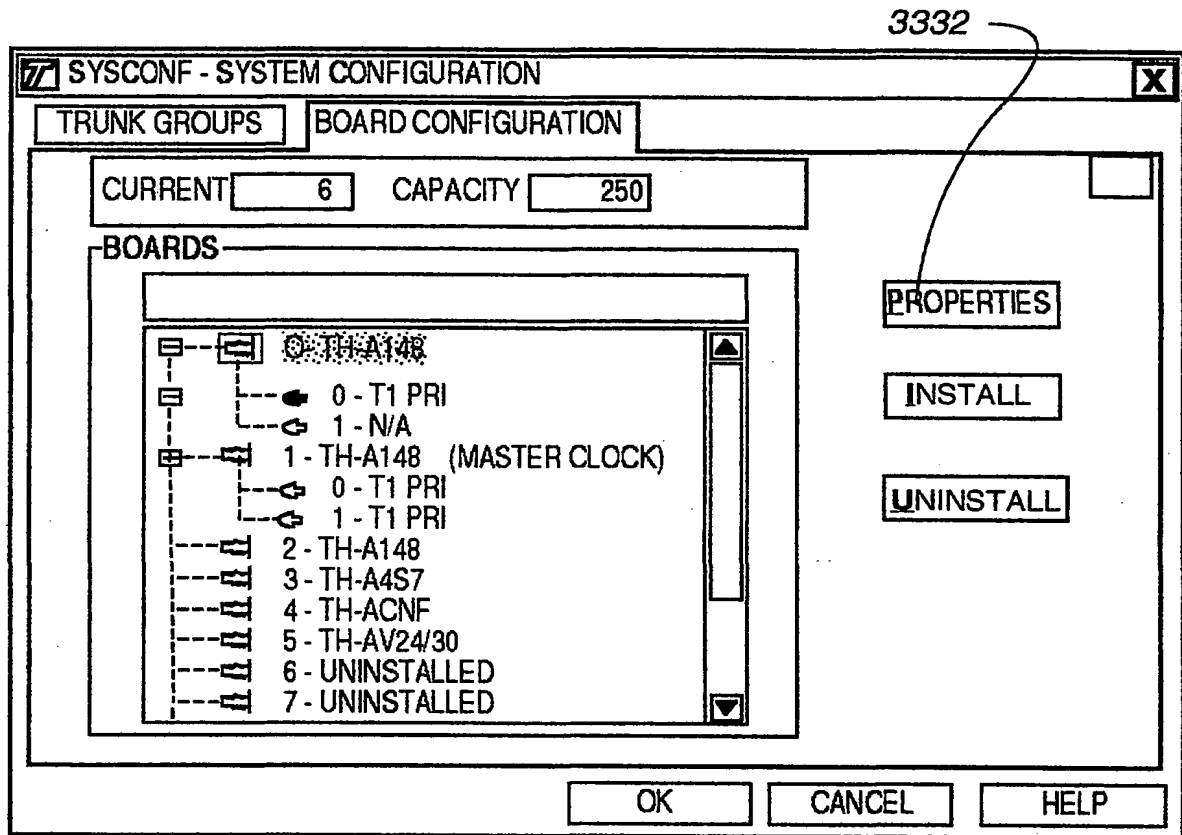 3332
SYSCONF - SYSTEM CONFIGURATION X
TRUNK GROUPS BOARD CONFIGURATION
CURRENT 6 CAPACITY 250
BOARDS
PROPERTIES
0-TH-A148
0 - T1 PRI
INSTALL
1 - N/A
1 - TH-A148 (MASTER CLOCK)
0 - T1 PRI
UNINSTALL
1 - T1 PRI
2 - TH-A148
3 - TH-A4S7
4 - TH-ACNF
5 - TH-AV24/30
6 - UNINSTALLED
7 - UNINSTALLED
OK CANCEL HELP